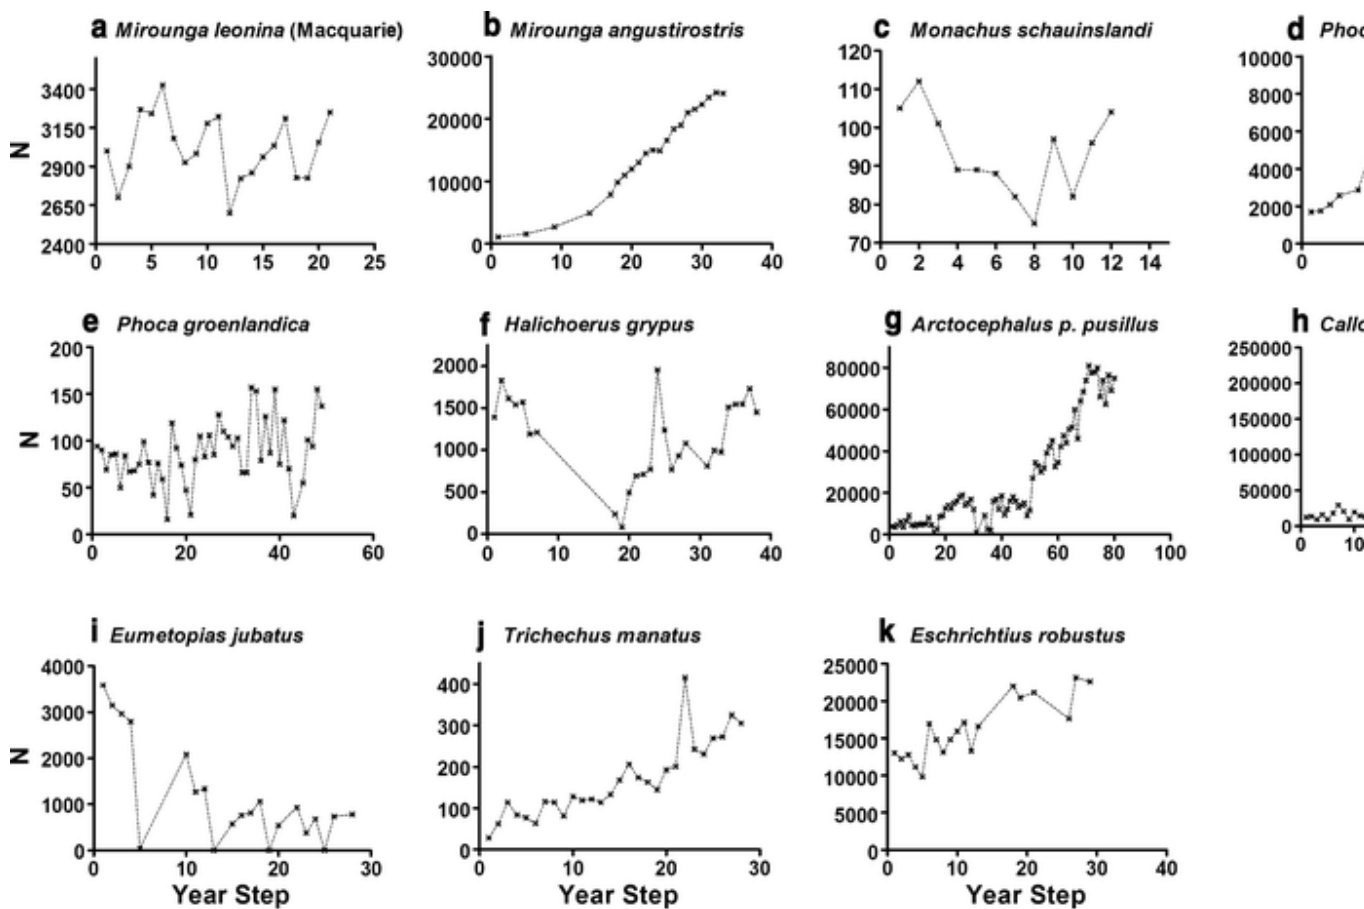 a Mirounga leonina (Macquarie)
N
3400
3150
2900
2650
2400
0 5 10 15 20 25
b Mirounga angustirostris
30000
20000
10000
0
0 10 20 30 40
c Monachus schauinslandi
120
110
100
90
80
70
0 2 4 6 8 10 12 14
d Phoc
10000
8000
6000
4000
2000
0
0
e Phoca groenlandica
N
200
150
100
50
0
0 20 40 60
f Halichoerus grypus
2000
1500
1000
500
0
0 10 20 30 40
g Arctocephalus p. pusillus
80000
60000
40000
20000
0
0 20 40 60 80 100
h Callo
250000
200000
150000
100000
50000
0
0 10
i Eumetopias jubatus
N
4000
3000
2000
1000
0
0 10 20 30
Year Step
j Trichechus manatus
400
300
200
100
0
0 10 20 30
Year Step
k Eschrichtius robustus
25000
20000
15000
10000
5000
0
0 10 20 30 40
Year Step